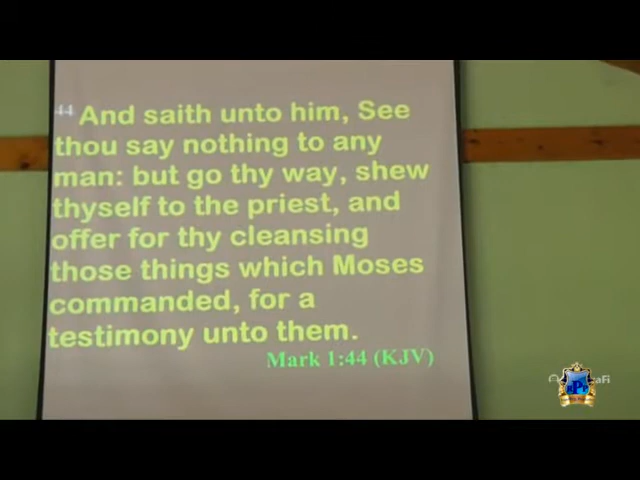 44 And saith unto him, See
thou say nothing to any
man: but go thy way, shew
thyself to the priest, and
offer for thy cleansing
those things which Moses
commanded, for a
testimony unto them.
Mark 1:44 (KJV)